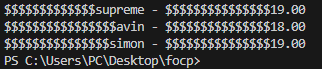 $$$$$$$$$$$$$supreme - $$$$$$$$$$$$$$$19.00
$$$$$$$$$$$$$$$$avin - $$$$$$$$$$$$$$$18.00
$$$$$$$$$$$$$$$simon - $$$$$$$$$$$$$$$19.00
PS C:\Users\PC\Desktop\focp>